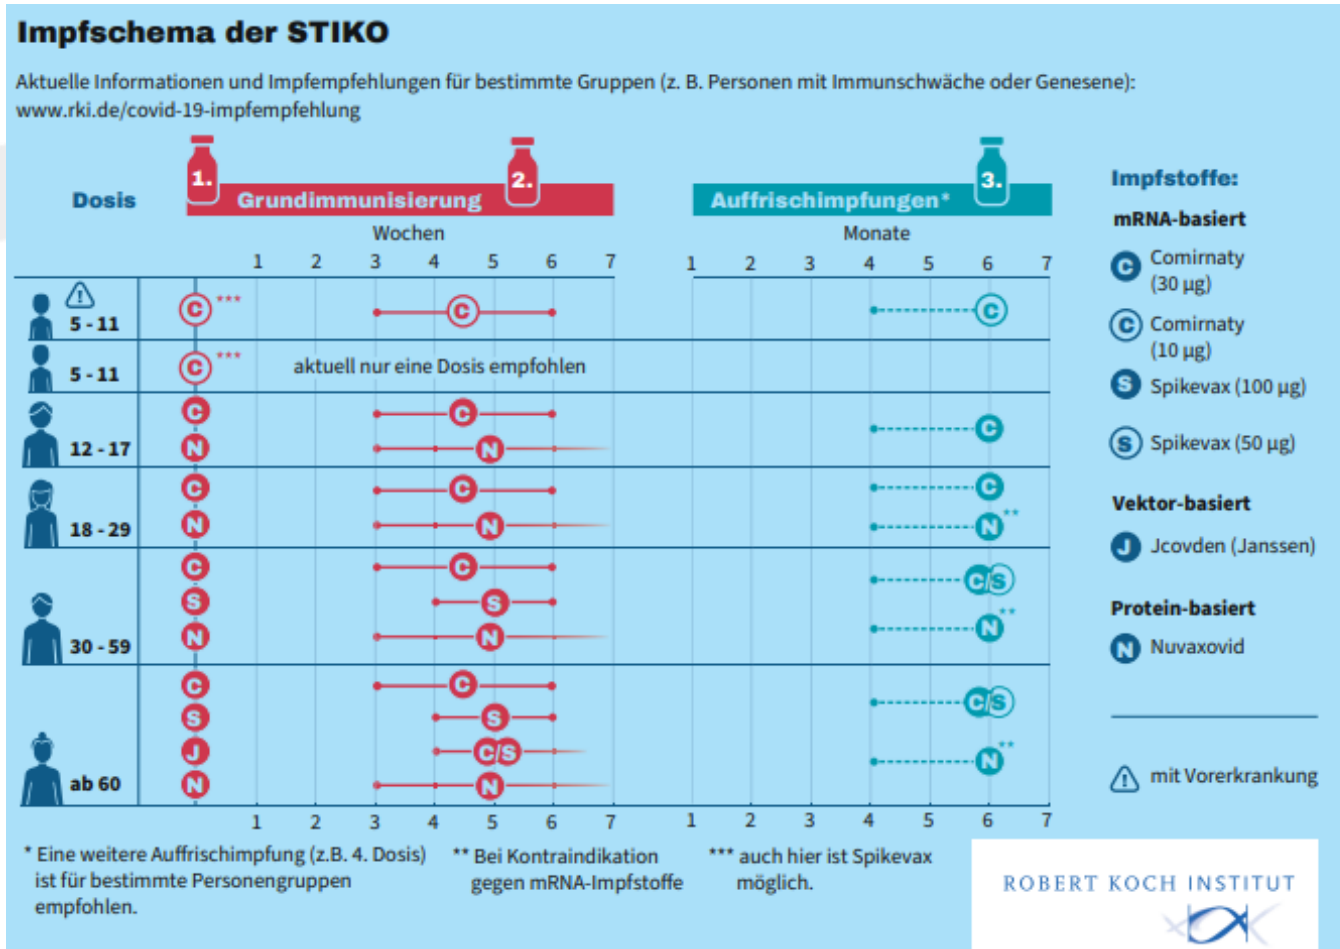 Impfschema der STIKO
Aktuelle Informationen und Impfempfehlungen für bestimmte Gruppen (z. B. Personen mit Immunschwäche oder Genesene):
www.rki.de/covid-19-impfempfehlung
Dosis
1.
Grundimmunisierung
2.
Auffrischimpfungen*
3.
Wochen
Monate
1 2 3 4 5 6 7
1 2 3 4 5 6 7
5 - 11
C ***
C
C
5 - 11
C ***
aktuell nur eine Dosis empfohlen
12 - 17
C
C
N
N
C
18 - 29
C
C
C
N
N
N **
30 - 59
C
C
S
S
N
N
C/S
N **
ab 60
C
C
S
S
J
C/S
N
N
C/S
N **
1 2 3 4 5 6 7
1 2 3 4 5 6 7
Impfstoffe:
mRNA-basiert
C Comirnaty
(30 µg)
C Comirnaty
(10 µg)
S Spikevax (100 µg)
S Spikevax (50 µg)
Vektor-basiert
J Jcovden (Janssen)
Protein-basiert
N Nuvaxovid
! mit Vorerkrankung
* Eine weitere Auffrischimpfung (z.B. 4. Dosis)
ist für bestimmte Personengruppen
empfohlen.
** Bei Kontraindikation
gegen mRNA-Impfstoffe
*** auch hier ist Spikevax
möglich.
ROBERT KOCH INSTITUT